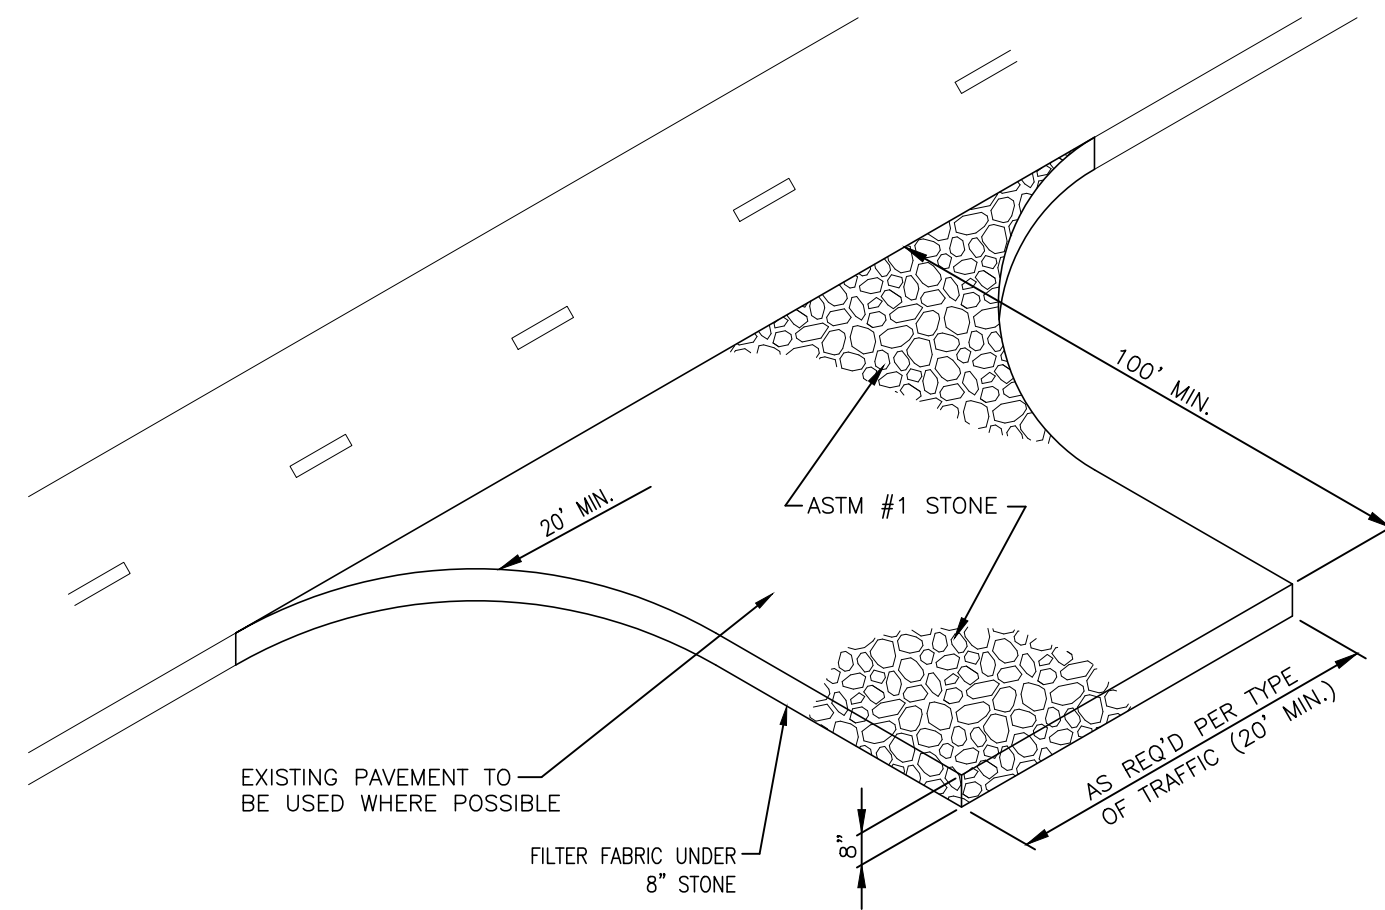 100' MIN.
20' MIN.
ASTM #1 STONE
EXISTING PAVEMENT TO
BE USED WHERE POSSIBLE
FILTER FABRIC UNDER
8" STONE
8"
AS REQ'D PER TYPE
OF TRAFFIC (20' MIN.)